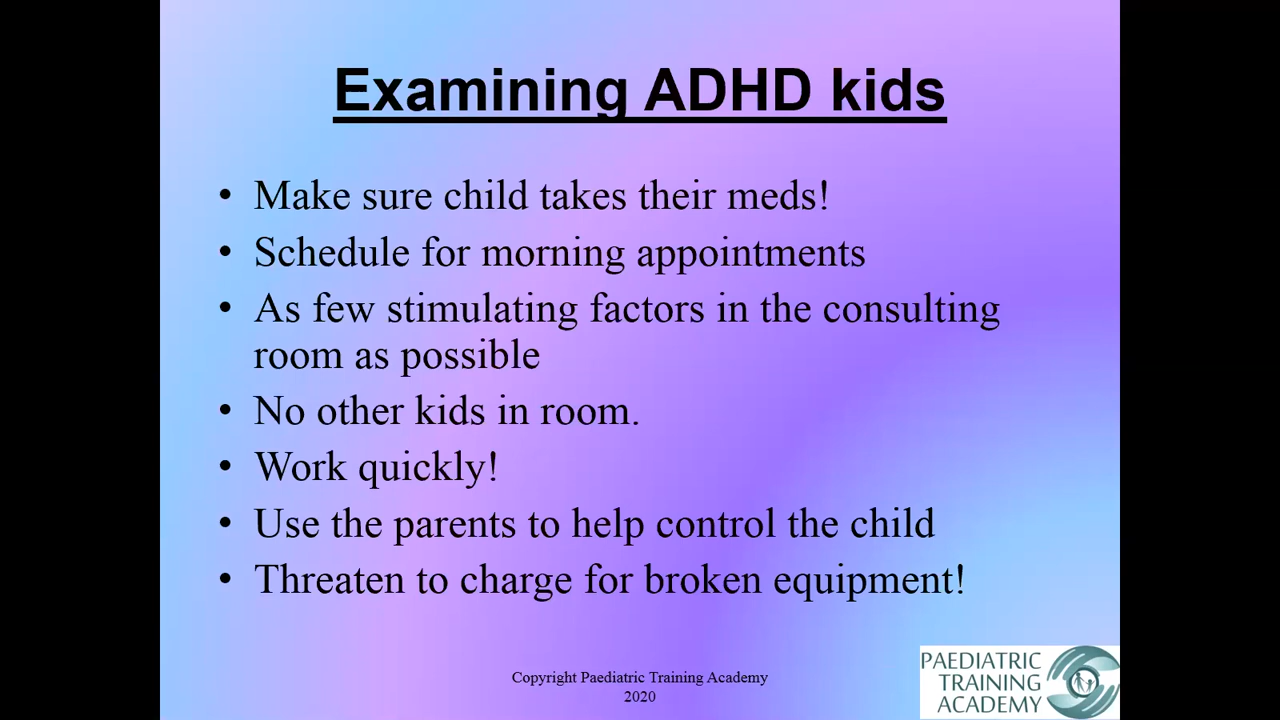 Examining ADHD kids
• Make sure child takes their meds!
• Schedule for morning appointments
• As few stimulating factors in the consulting
room as possible
• No other kids in room.
• Work quickly!
• Use the parents to help control the child
• Threaten to charge for broken equipment!
Copyright Paediatric Training Academy
2020
PAEDIATRIC
TRAINING
ACADEMY